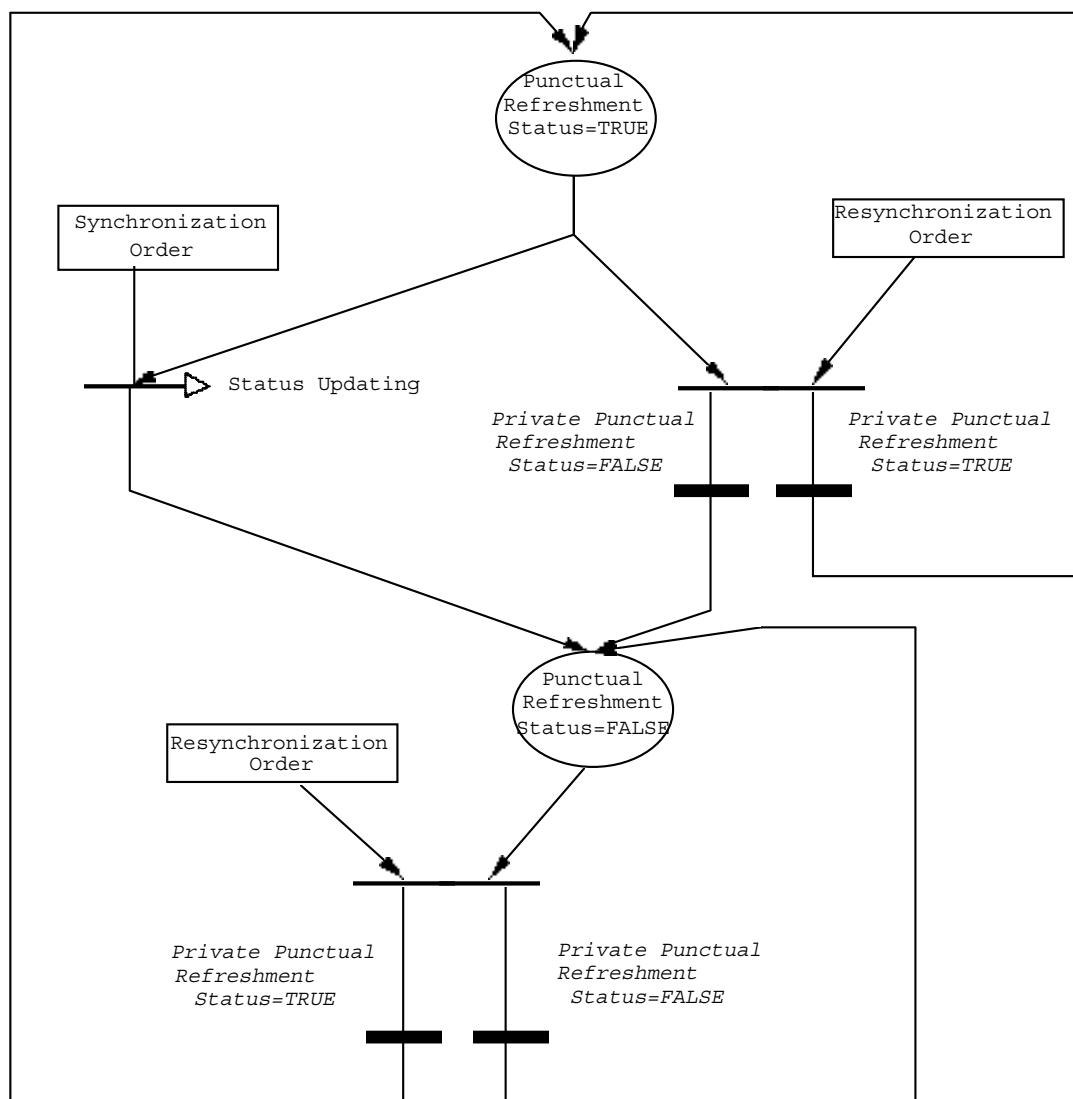 Punctual
Refreshment
Status=TRUE
Synchronization
Order
Resynchronization
Order
Status Updating
Private Punctual
Refreshment
Status=FALSE
Private Punctual
Refreshment
Status=TRUE
Punctual
Refreshment
Status=FALSE
Resynchronization
Order
Private Punctual
Refreshment
Status=TRUE
Private Punctual
Refreshment
Status=FALSE